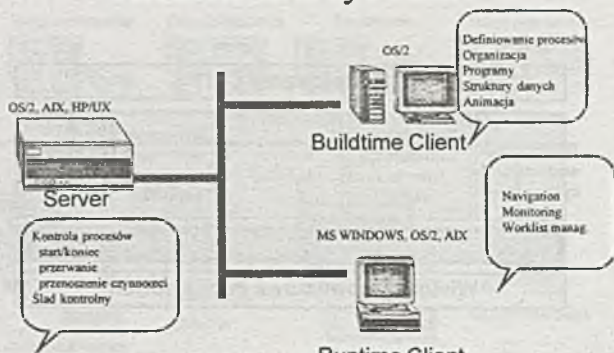 OS/2, AIX, HP/UX
Server
Kontrola procesów
start/koniec
przerwanie
przenoszenie czynności
Ślad kontrolny
OS/2
Buildtime Client
Definiowanie procesów
Organizacja
Programy
Struktury danych
Animacja
MS WINDOWS, OS/2, AIX
Runtime Client
Navigation
Monitoring
Worklist manag.